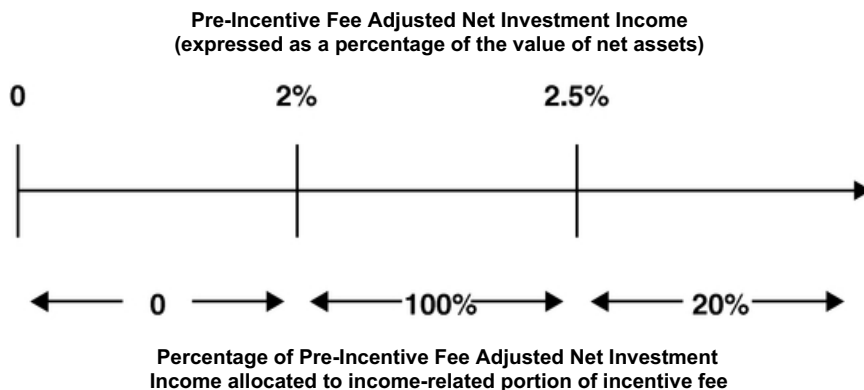 Pre-Incentive Fee Adjusted Net Investment Income
(expressed as a percentage of the value of net assets)
0 2% 2.5%
0 100% 20%
Percentage of Pre-Incentive Fee Adjusted Net Investment
Income allocated to income-related portion of incentive fee